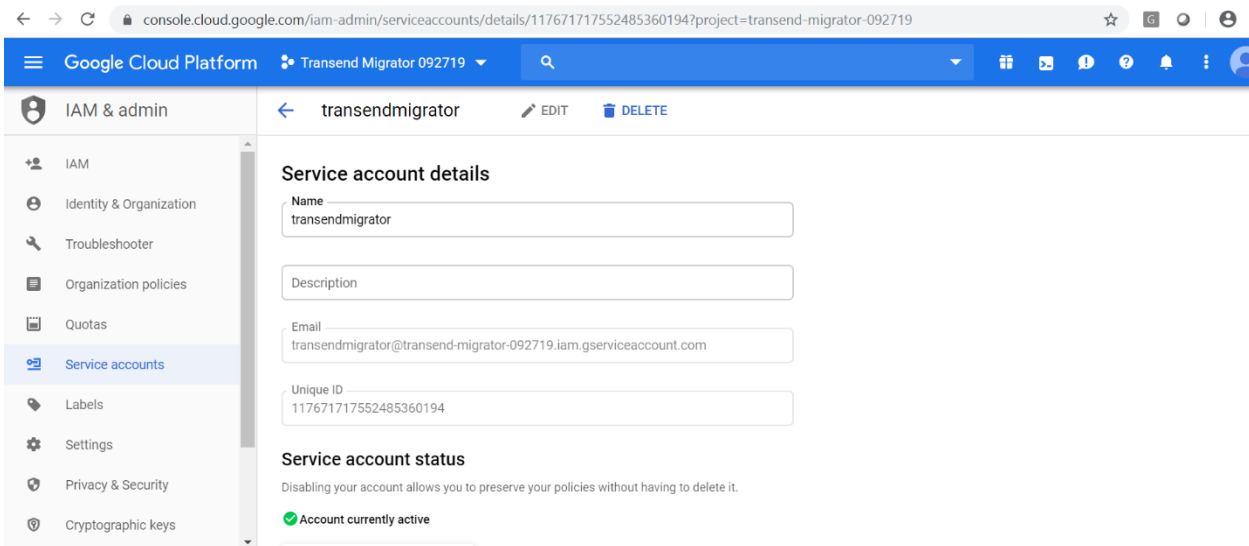 console.cloud.google.com/iam-admin/serviceaccounts/details/117671717552485360194?project=transend-migrator-092719
G
Google Cloud Platform Transend Migrator 092719
IAM & admin
transendmigrator EDIT DELETE
IAM
Identity & Organization
Troubleshooter
Organization policies
Quotas
Service accounts
Labels
Settings
Privacy & Security
Cryptographic keys
Service account details
Name
transendmigrator
Description
Email
transendmigrator@transend-migrator-092719.iam.gserviceaccount.com
Unique ID
117671717552485360194
Service account status
Disabling your account allows you to preserve your policies without having to delete it.
Account currently active